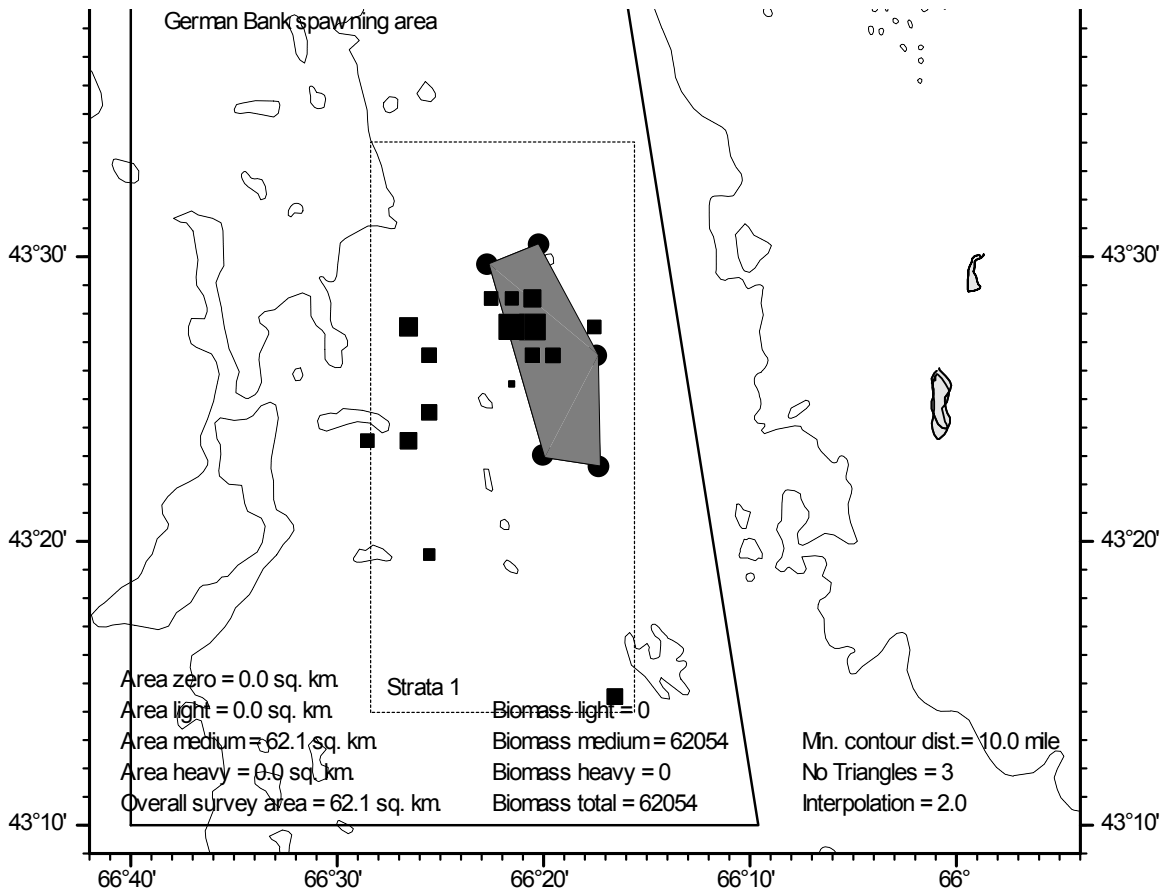 German Bank spawning area
43°30' 43°30'
43°20' 43°20'
Strata 1
Area zero = 0.0 sq. km.
Area light = 0.0 sq. km. Biomass light = 0
Area medium = 62.1 sq. km. Biomass medium = 62054 Min. contour dist. = 10.0 mile
Area heavy = 0.0 sq. km. Biomass heavy = 0 No Triangles = 3
Overall survey area = 62.1 sq. km. Biomass total = 62054 Interpolation = 2.0
43°10' 43°10'
66°40' 66°30' 66°20' 66°10' 66°